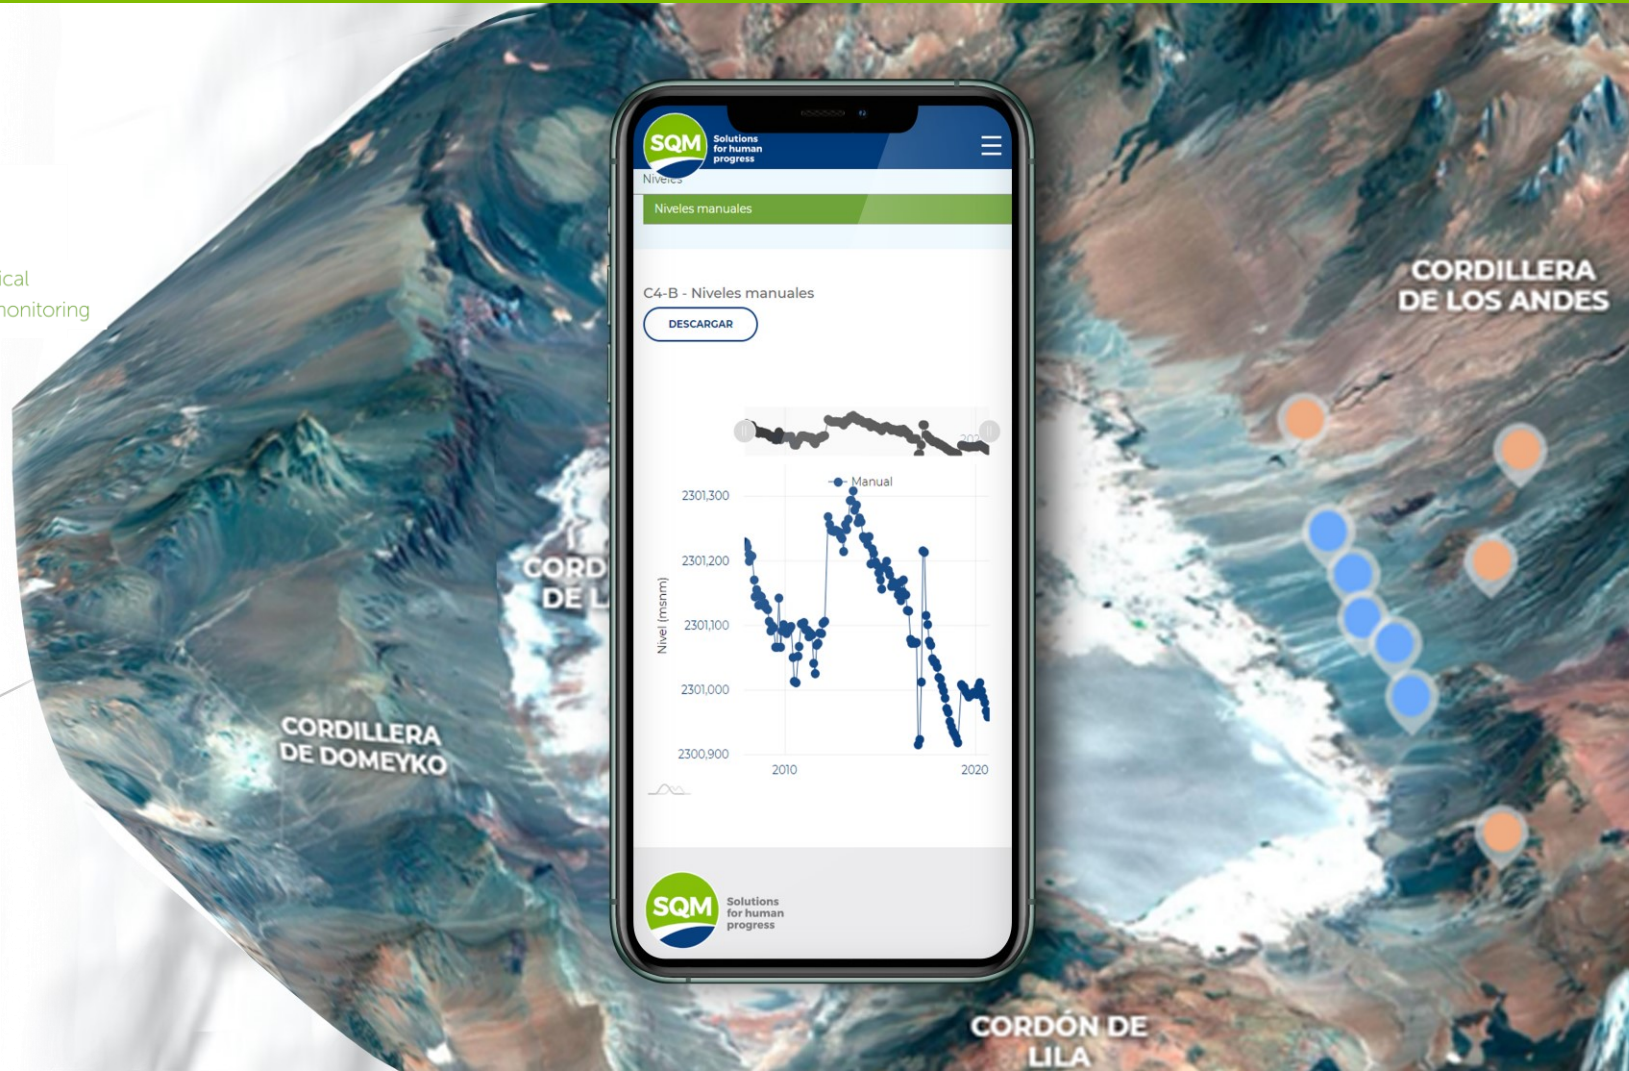 ical
monitoring
SQM
Solutions
for human
progress
Niveles
Niveles manuales
C4-B - Niveles manuales
DESCARGAR
Manual
Nivel (msnm)
2301,300
2301,200
2301,100
2301,000
2300,900
2010
2020
SQM
Solutions
for human
progress
CORDILLERA
DE LOS ANDES
CORD
DE L
CORDILLERA
DE DOMEYKO
CORDÓN DE
LILA